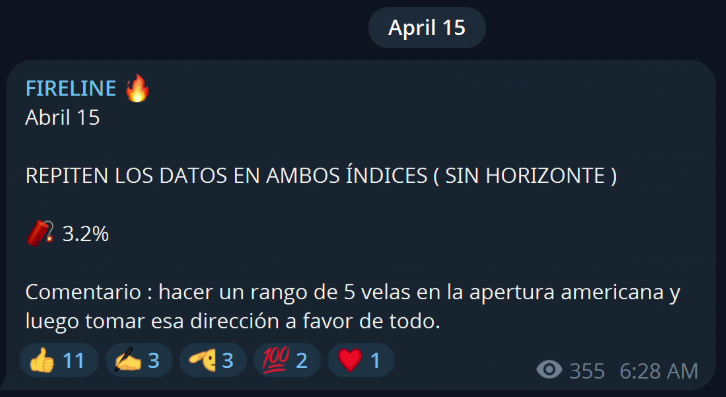 April 15
FIRELINE 🔥
Abril 15
REPITEN LOS DATOS EN AMBOS ÍNDICES ( SIN HORIZONTE )
🧨 3.2%
Comentario : hacer un rango de 5 velas en la apertura americana y
luego tomar esa dirección a favor de todo.
👍 11 ✍️ 3 🫡 3 💯 2 ❤️ 1 355 6:28 AM